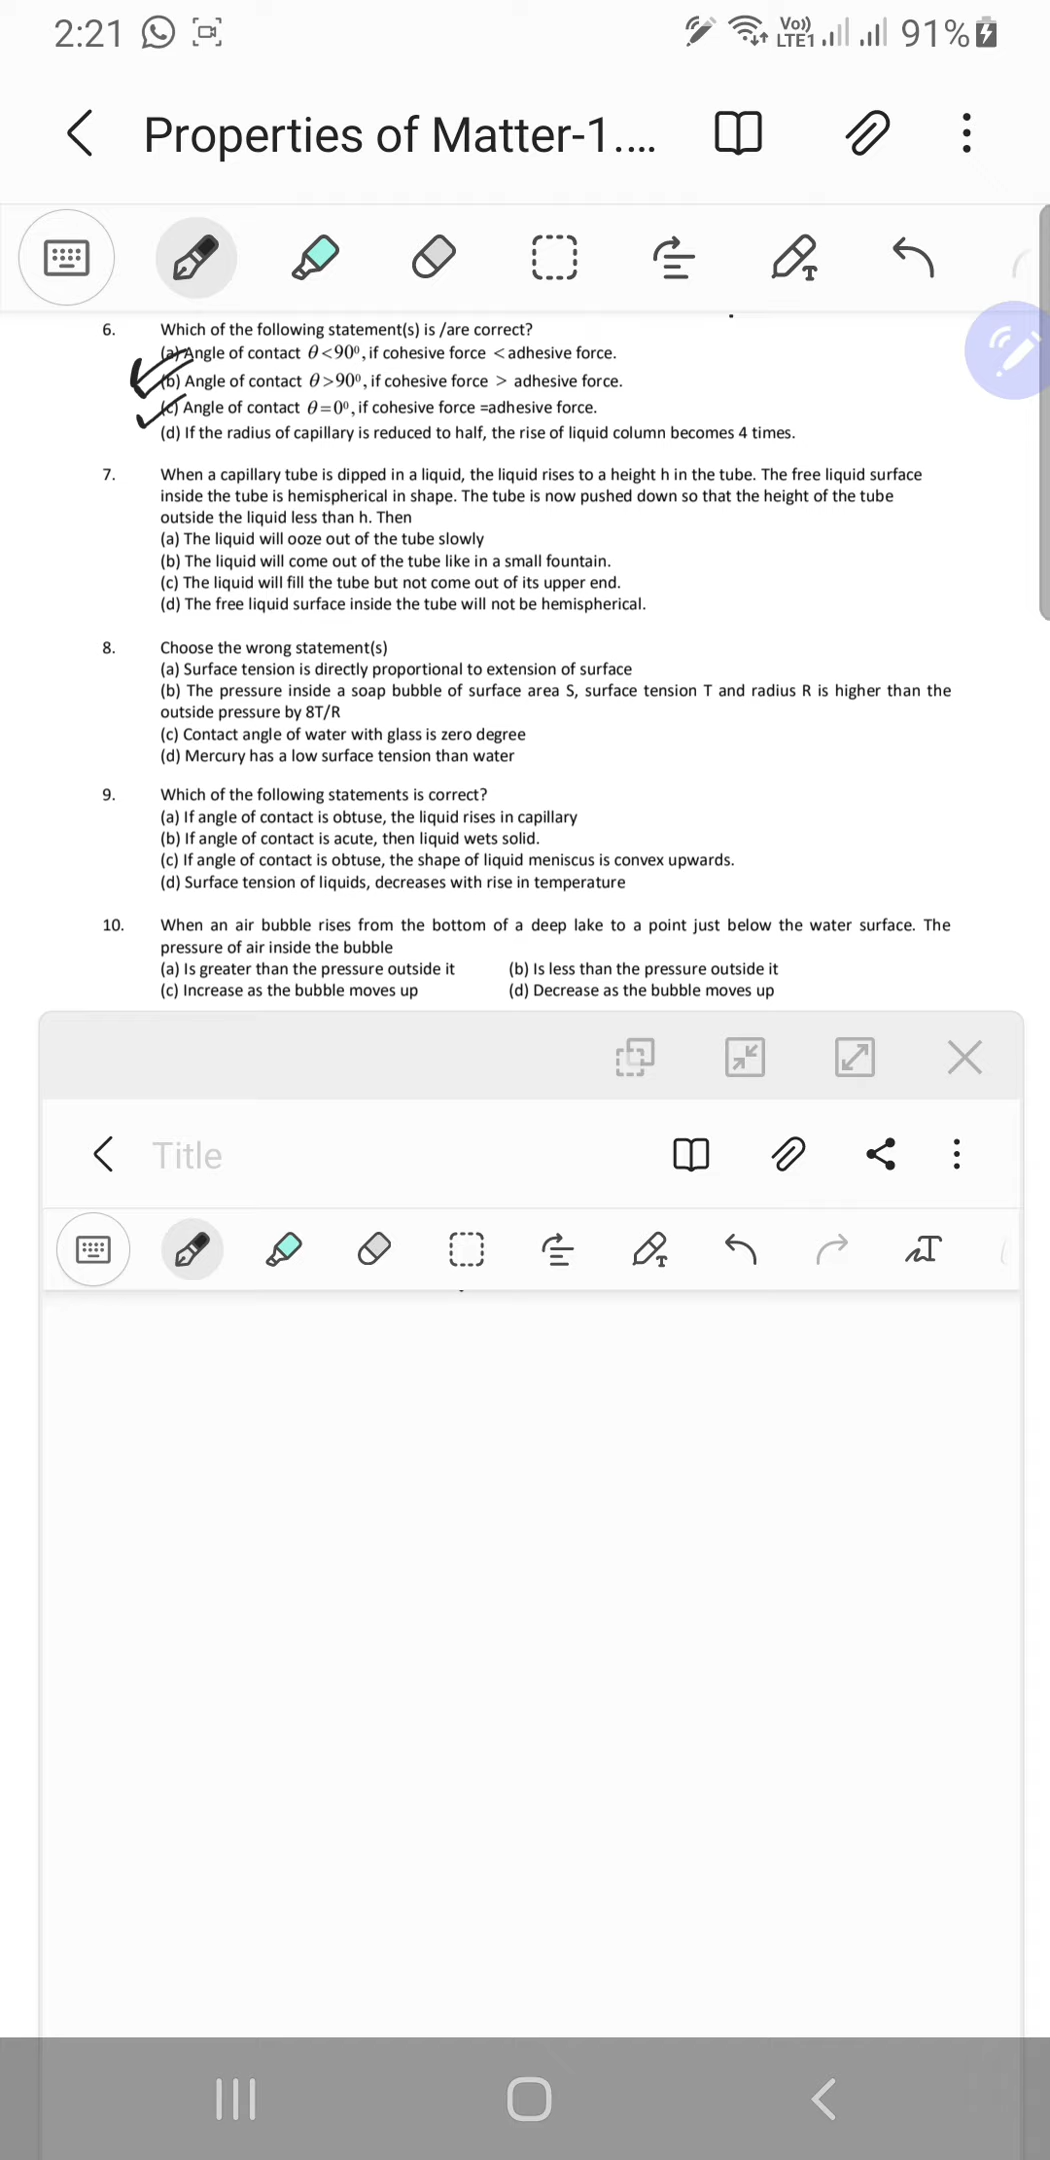 2:21 Vo)) LTE1 91%
Properties of Matter-1....
6. Which of the following statement(s) is /are correct?
(a) Angle of contact θ<90⁰, if cohesive force < adhesive force.
(b) Angle of contact θ>90⁰, if cohesive force > adhesive force.
(c) Angle of contact θ=0⁰, if cohesive force =adhesive force.
(d) If the radius of capillary is reduced to half, the rise of liquid column becomes 4 times.
7. When a capillary tube is dipped in a liquid, the liquid rises to a height h in the tube. The free liquid surface
inside the tube is hemispherical in shape. The tube is now pushed down so that the height of the tube
outside the liquid less than h. Then
(a) The liquid will ooze out of the tube slowly
(b) The liquid will come out of the tube like in a small fountain.
(c) The liquid will fill the tube but not come out of its upper end.
(d) The free liquid surface inside the tube will not be hemispherical.
8. Choose the wrong statement(s)
(a) Surface tension is directly proportional to extension of surface
(b) The pressure inside a soap bubble of surface area S, surface tension T and radius R is higher than the
outside pressure by 8T/R
(c) Contact angle of water with glass is zero degree
(d) Mercury has a low surface tension than water
9. Which of the following statements is correct?
(a) If angle of contact is obtuse, the liquid rises in capillary
(b) If angle of contact is acute, then liquid wets solid.
(c) If angle of contact is obtuse, the shape of liquid meniscus is convex upwards.
(d) Surface tension of liquids, decreases with rise in temperature
10. When an air bubble rises from the bottom of a deep lake to a point just below the water surface. The
pressure of air inside the bubble
(a) Is greater than the pressure outside it (b) Is less than the pressure outside it
(c) Increase as the bubble moves up (d) Decrease as the bubble moves up
Title